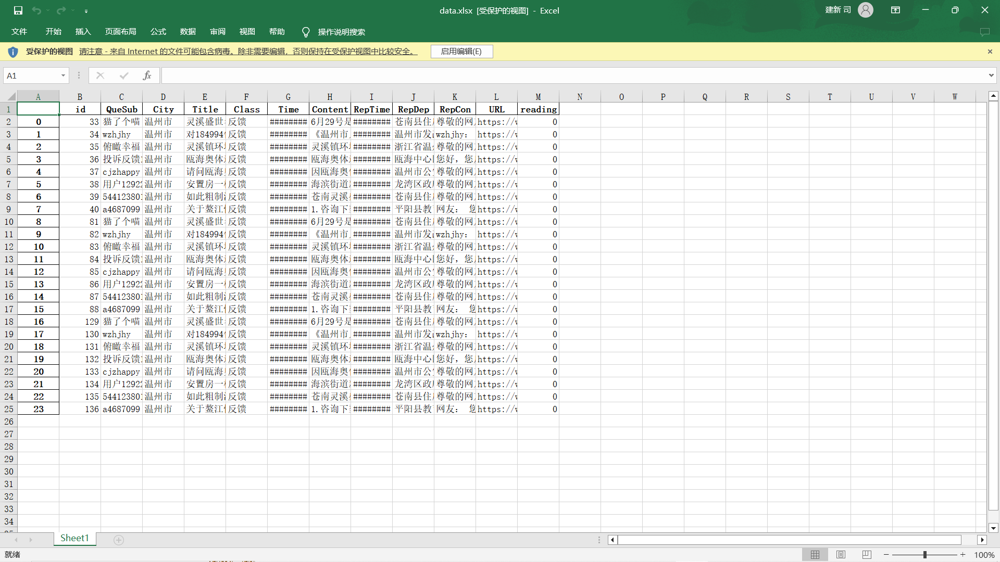 data.xlsx [受保护的视图] - Excel
建新 司
文件 开始 插入 页面布局 公式 数据 审阅 视图 帮助 操作说明搜索
受保护的视图 请注意 - 来自 Internet 的文件可能包含病毒。除非需要编辑，否则保持在受保护视图中比较安全。 启用编辑(E)
A1 fx
A B C D E F G H I J K L M N O P Q R S T U V W
1 id QueSub City Title Class Time Content RepTime RepDep RepCon URL reading
2 0 33 猫了个喵 温州市 灵溪盛世 反馈 ######## 6月29号是 ######## 苍南县住 尊敬的网 https:// 0
3 1 34 wzhjhy 温州市 对184994 反馈 ######## 《温州市 ######## 温州市发 wzhjhy： https:// 0
4 2 35 俯瞰幸福 温州市 灵溪镇环 反馈 ######## 灵溪镇环 ######## 浙江省温 尊敬的网 https:// 0
5 3 36 投诉反馈 温州市 瓯海奥体 反馈 ######## 瓯海奥体 ######## 瓯海中心 您好，您 https:// 0
6 4 37 cjzhappy 温州市 请问瓯海 反馈 ######## 因瓯海奥 ######## 温州市公 尊敬的网 https:// 0
7 5 38 用户12922 温州市 安置房一 反馈 ######## 海滨街道 ######## 龙湾区政 尊敬的网 https:// 0
8 6 39 54412380 温州市 如此粗制 反馈 ######## 苍南灵溪 ######## 苍南县住 尊敬的网 https:// 0
9 7 40 a4687099 温州市 关于鳌江 反馈 ######## 1.咨询下 ######## 平阳县教 网友： 您 https:// 0
10 8 81 猫了个喵 温州市 灵溪盛世 反馈 ######## 6月29号是 ######## 苍南县住 尊敬的网 https:// 0
11 9 82 wzhjhy 温州市 对184994 反馈 ######## 《温州市 ######## 温州市发 wzhjhy： https:// 0
12 10 83 俯瞰幸福 温州市 灵溪镇环 反馈 ######## 灵溪镇环 ######## 浙江省温 尊敬的网 https:// 0
13 11 84 投诉反馈 温州市 瓯海奥体 反馈 ######## 瓯海奥体 ######## 瓯海中心 您好，您 https:// 0
14 12 85 cjzhappy 温州市 请问瓯海 反馈 ######## 因瓯海奥 ######## 温州市公 尊敬的网 https:// 0
15 13 86 用户12922 温州市 安置房一 反馈 ######## 海滨街道 ######## 龙湾区政 尊敬的网 https:// 0
16 14 87 54412380 温州市 如此粗制 反馈 ######## 苍南灵溪 ######## 苍南县住 尊敬的网 https:// 0
17 15 88 a4687099 温州市 关于鳌江 反馈 ######## 1.咨询下 ######## 平阳县教 网友： 您 https:// 0
18 16 129 猫了个喵 温州市 灵溪盛世 反馈 ######## 6月29号是 ######## 苍南县住 尊敬的网 https:// 0
19 17 130 wzhjhy 温州市 对184994 反馈 ######## 《温州市 ######## 温州市发 wzhjhy： https:// 0
20 18 131 俯瞰幸福 温州市 灵溪镇环 反馈 ######## 灵溪镇环 ######## 浙江省温 尊敬的网 https:// 0
21 19 132 投诉反馈 温州市 瓯海奥体 反馈 ######## 瓯海奥体 ######## 瓯海中心 您好，您 https:// 0
22 20 133 cjzhappy 温州市 请问瓯海 反馈 ######## 因瓯海奥 ######## 温州市公 尊敬的网 https:// 0
23 21 134 用户12922 温州市 安置房一 反馈 ######## 海滨街道 ######## 龙湾区政 尊敬的网 https:// 0
24 22 135 54412380 温州市 如此粗制 反馈 ######## 苍南灵溪 ######## 苍南县住 尊敬的网 https:// 0
25 23 136 a4687099 温州市 关于鳌江 反馈 ######## 1.咨询下 ######## 平阳县教 网友： 您 https:// 0
26
27
28
29
30
31
32
33
34
Sheet1
就绪 100%